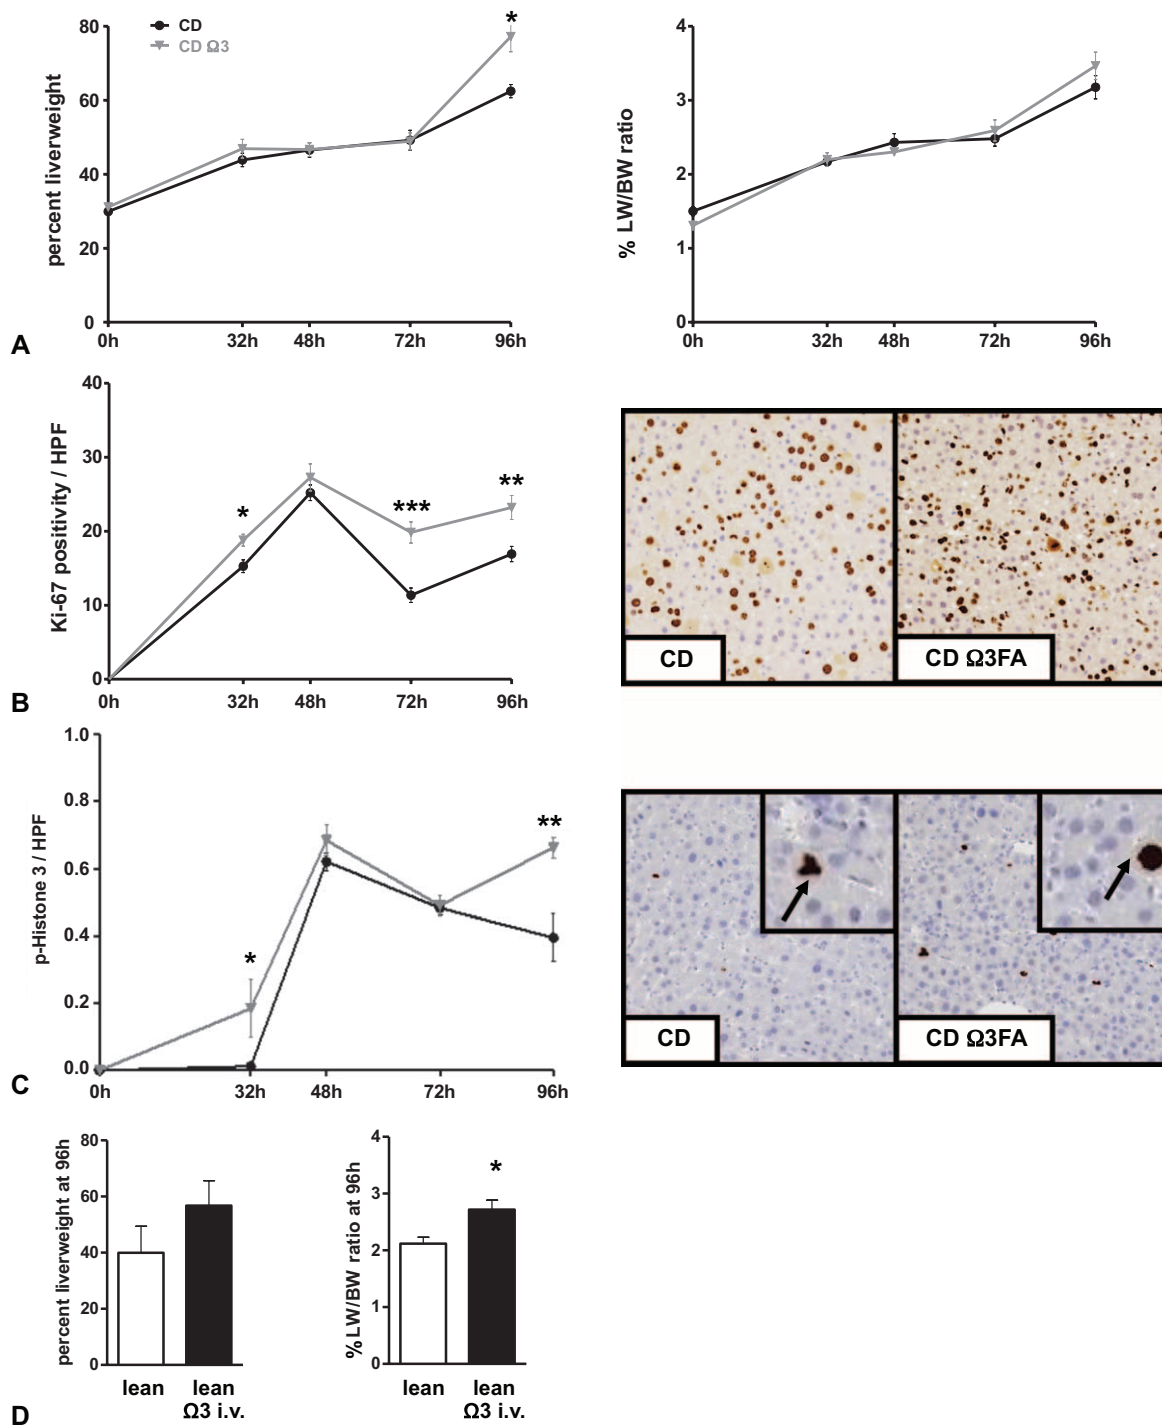 CD
CD Ω3
percent liverweight
80
60
40
20
0
0h 32h 48h 72h 96h
*
% LW/BW ratio
4
3
2
1
0
0h 32h 48h 72h 96h
A
Ki-67 positivity / HPF
40
30
20
10
0
0h 32h 48h 72h 96h
* *** **
CD
CD Ω3FA
B
p-Histone 3 / HPF
1.0
0.8
0.6
0.4
0.2
0.0
0h 32h 48h 72h 96h
* **
CD
CD Ω3FA
C
percent liverweight at 96h
80
60
40
20
0
lean
lean
Ω3 i.v.
% LW/BW ratio at 96h
4
3
2
1
0
*
lean
lean
Ω3 i.v.
D